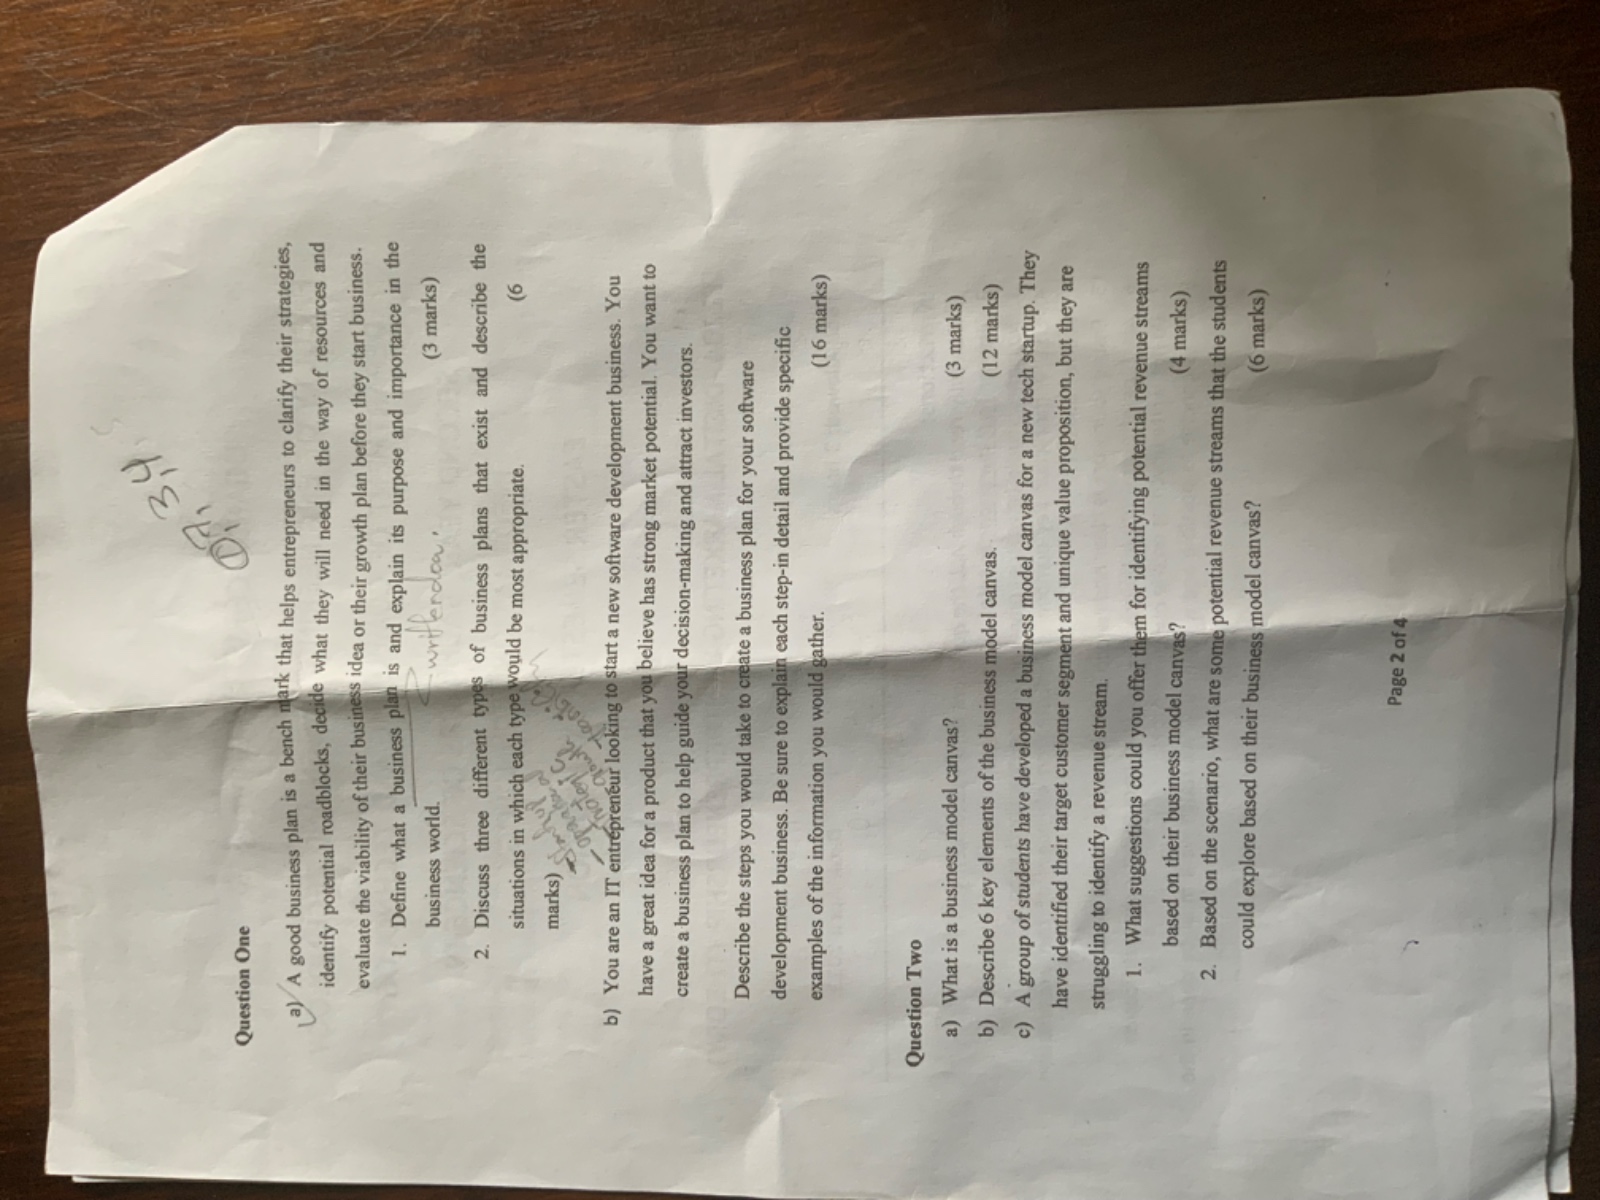 2, 3, 4,
Question One
a) A good business plan is a bench mark that helps entrepreneurs to clarify their strategies,
identify potential roadblocks, decide what they will need in the way of resources and
evaluate the viability of their business idea or their growth plan before they start business.
1. Define what a business plan is and explain its purpose and importance in the
business world. (3 marks)
2. Discuss three different types of business plans that exist and describe the
situations in which each type would be most appropriate. (6
marks)
b) You are an IT entrepreneur looking to start a new software development business. You
have a great idea for a product that you believe has strong market potential. You want to
create a business plan to help guide your decision-making and attract investors.
Describe the steps you would take to create a business plan for your software
development business. Be sure to explain each step-in detail and provide specific
examples of the information you would gather. (16 marks)
Question Two
a) What is a business model canvas? (3 marks)
b) Describe 6 key elements of the business model canvas. (12 marks)
c) A group of students have developed a business model canvas for a new tech startup. They
have identified their target customer segment and unique value proposition, but they are
struggling to identify a revenue stream.
1. What suggestions could you offer them for identifying potential revenue streams
based on their business model canvas? (4 marks)
2. Based on the scenario, what are some potential revenue streams that the students
could explore based on their business model canvas? (6 marks)
Page 2 of 4